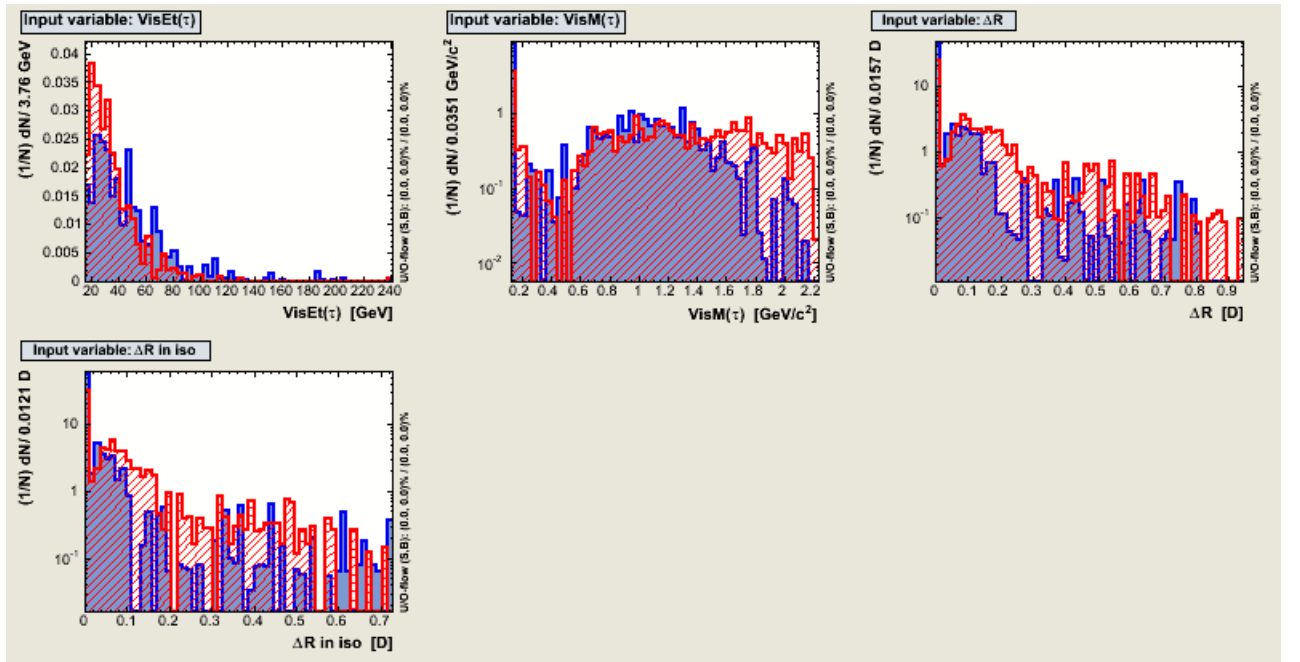 Input variable: VisEt(τ)
(1/N) dN/ 3.76 GeV
0.04
0.035
0.03
0.025
0.02
0.015
0.01
0.005
0
20 40 60 80 100 120 140 160 180 200 220 240
VisEt(τ) [GeV]
U/O-flow (S,B): (0.0, 0.0)% / (0.0, 0.0)%
Input variable: VisM(τ)
(1/N) dN/ 0.0351 GeV/c²
1
10⁻¹
10⁻²
0.2 0.4 0.6 0.8 1 1.2 1.4 1.6 1.8 2 2.2
VisM(τ) [GeV/c²]
U/O-flow (S,B): (0.0, 0.0)% / (0.0, 0.0)%
Input variable: ΔR
(1/N) dN/ 0.0157 D
10
1
10⁻¹
0 0.1 0.2 0.3 0.4 0.5 0.6 0.7 0.8 0.9
ΔR [D]
U/O-flow (S,B): (0.0, 0.0)% / (0.0, 0.0)%
Input variable: ΔR in iso
(1/N) dN/ 0.0121 D
10
1
10⁻¹
0 0.1 0.2 0.3 0.4 0.5 0.6 0.7
ΔR in iso [D]
U/O-flow (S,B): (0.0, 0.0)% / (0.0, 0.0)%